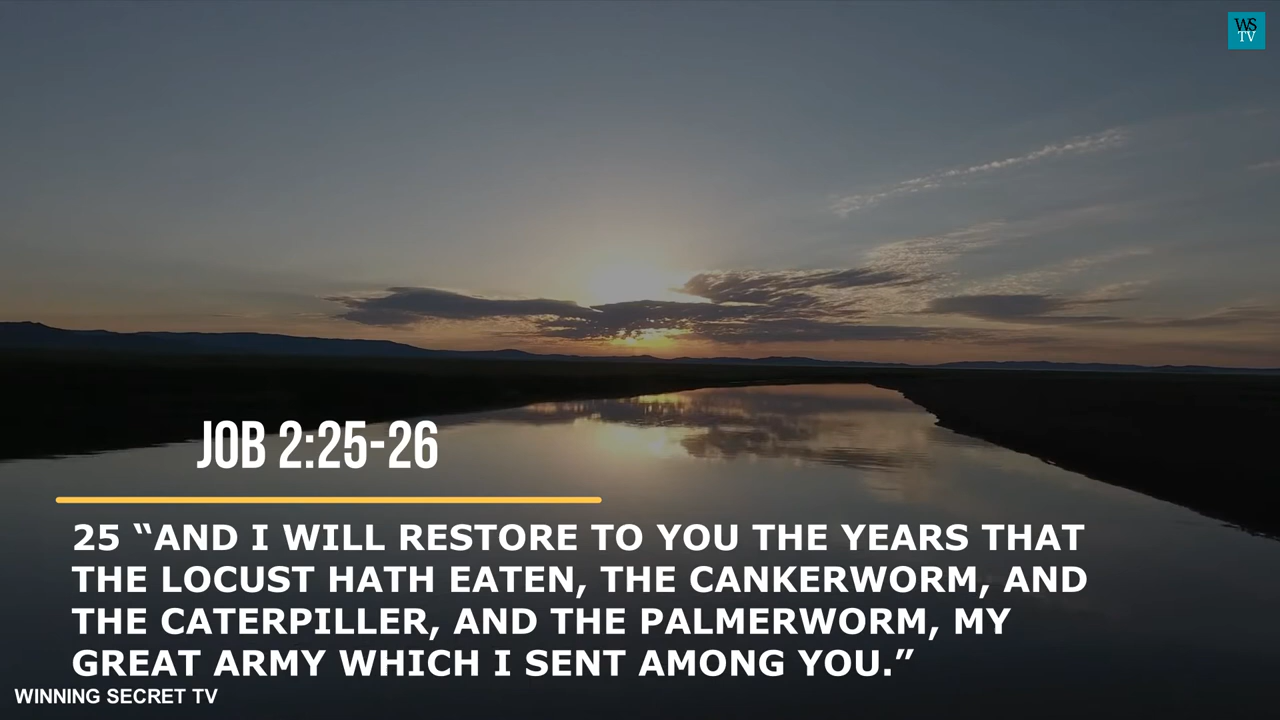 WS
TV
JOB 2:25-26
25 “AND I WILL RESTORE TO YOU THE YEARS THAT
THE LOCUST HATH EATEN, THE CANKERWORM, AND
THE CATERPILLER, AND THE PALMERWORM, MY
GREAT ARMY WHICH I SENT AMONG YOU.”
WINNING SECRET TV